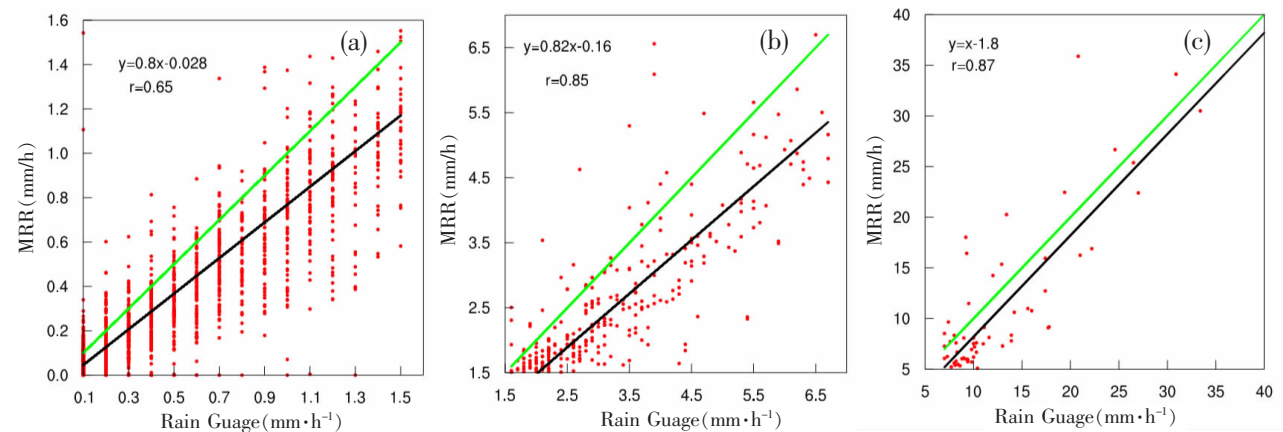 (a)
y=0.8x-0.028
r=0.65
1.6
1.4
1.2
1.0
0.8
0.6
0.4
0.2
0.0
MRR(mm/h)
0.1 0.3 0.5 0.7 0.9 1.1 1.3 1.5
Rain Guage(mm·h⁻¹)
(b)
y=0.82x-0.16
r=0.85
6.5
5.5
4.5
3.5
2.5
1.5
MRR(mm/h)
1.5 2.5 3.5 4.5 5.5 6.5
Rain Guage(mm·h⁻¹)
(c)
y=x-1.8
r=0.87
40
35
30
25
20
15
10
5
MRR(mm/h)
5 10 15 20 25 30 35 40
Rain Guage(mm·h⁻¹)